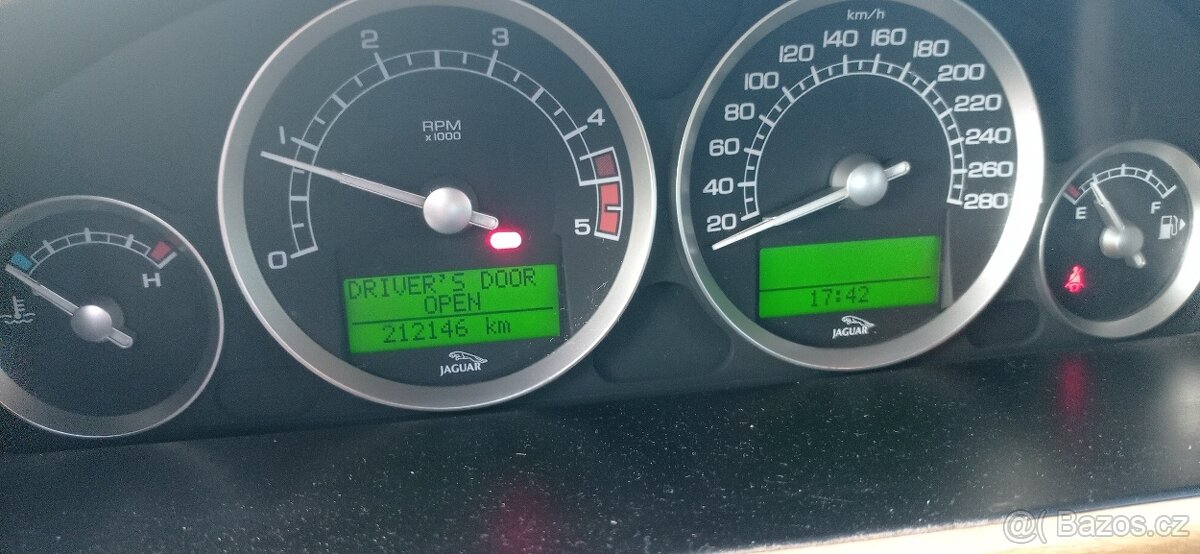 H
0
1
2
3
4
5
RPM
x1000
DRIVER'S DOOR
OPEN
212146 km
JAGUAR
km/h
20
40
60
80
100
120
140
160
180
200
220
240
260
280
17:42
JAGUAR
E
F
@( Bazos.cz